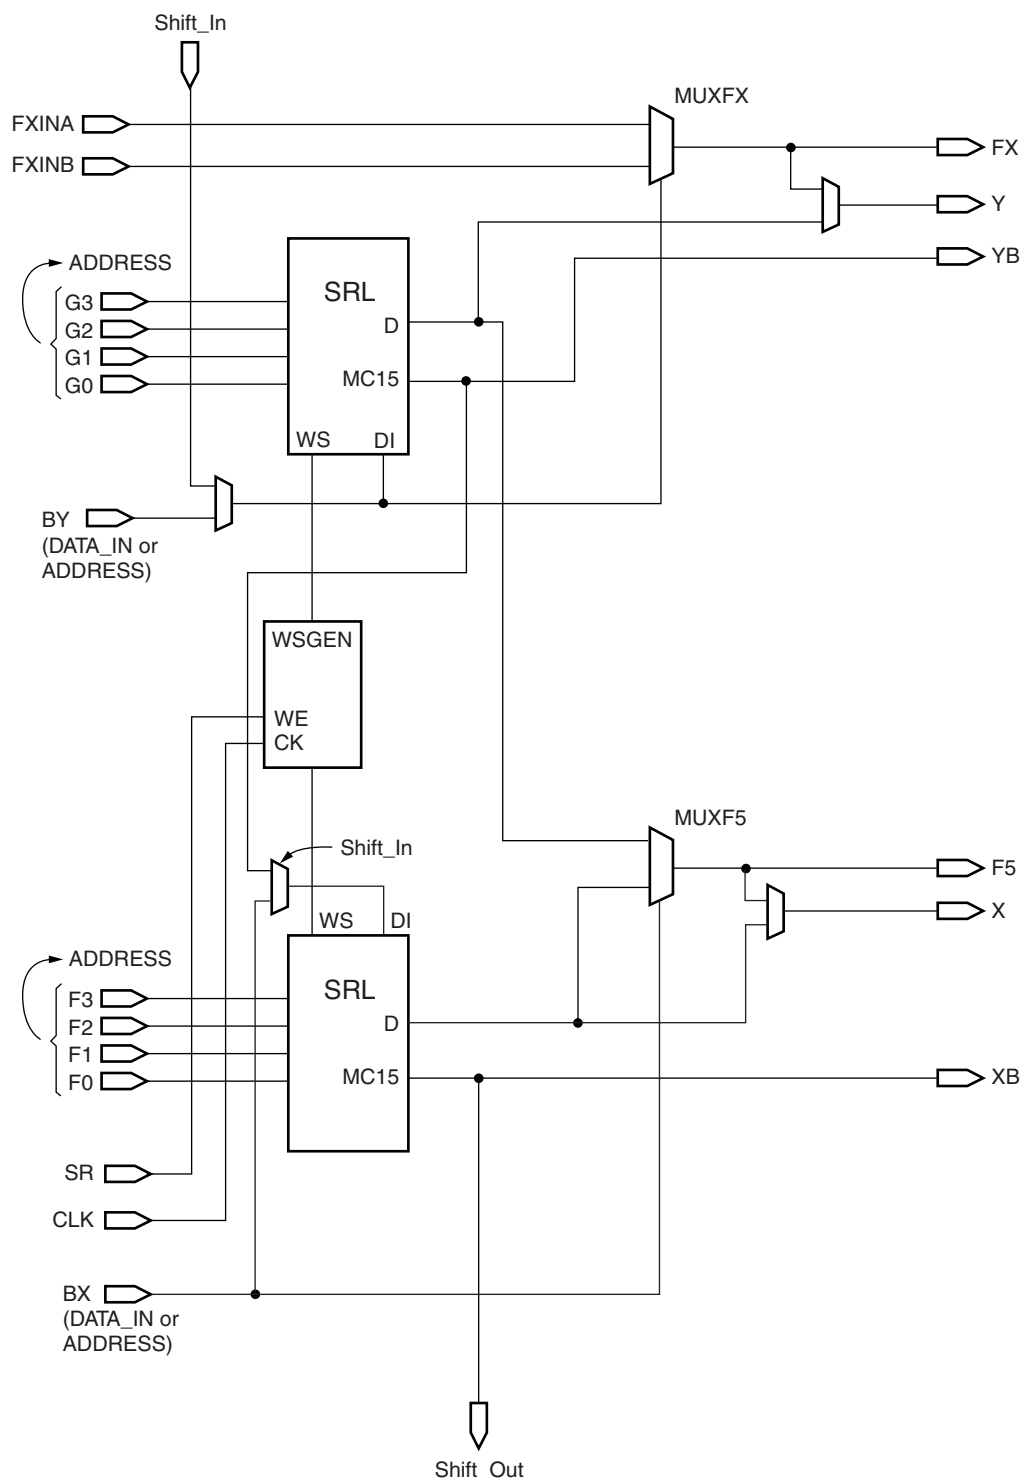 Shift_In
MUXFX
FXINA
FX
FXINB
Y
YB
ADDRESS
SRL
G3
D
G2
G1
MC15
G0
WS DI
BY
(DATA_IN or
ADDRESS)
WSGEN
WE
CK
MUXF5
Shift_In
F5
X
WS DI
ADDRESS
SRL
F3
D
F2
F1
MC15
XB
F0
SR
CLK
BX
(DATA_IN or
ADDRESS)
Shift_Out